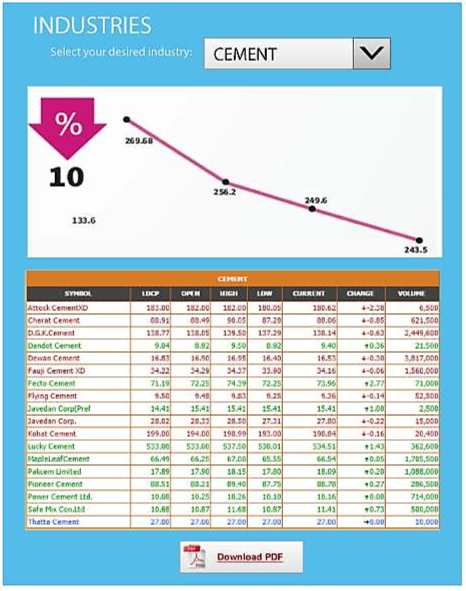 INDUSTRIES
Select your desired industry: CEMENT
%
10
133.6
269.68
256.2
249.6
243.5
CEMENT
SYMBOL LDCP OPEN HIGH LOW CURRENT CHANGE VOLUME
Attock CementXD 183.00 182.00 182.00 180.05 180.62 -2.38 6,500
Cherat Cement 88.91 88.49 90.05 87.20 88.06 -0.85 621,500
D.G.K.Cement 138.77 138.05 139.50 137.29 138.14 -0.63 2,449,600
Dandot Cement 9.04 8.92 9.50 8.92 9.40 +0.36 21,500
Dewan Cement 16.83 16.90 16.95 16.40 16.53 -0.30 3,817,000
Fauji Cement XD 34.22 34.29 34.37 33.90 34.16 -0.06 1,560,000
Fecto Cement 71.19 72.25 74.39 72.25 73.96 +2.77 71,000
Flying Cement 9.50 9.48 9.83 9.25 9.36 -0.14 52,500
Javedan Corp(Pref 14.41 15.41 15.41 15.41 15.41 +1.00 2,500
Javedan Corp. 28.02 28.33 28.50 27.31 27.80 -0.22 15,000
Kohat Cement 199.00 194.00 198.99 193.00 198.84 -0.16 20,400
Lucky Cement 533.08 533.00 537.50 530.01 534.51 +1.43 362,600
MapleLeafCement 66.49 66.25 67.00 65.55 66.54 +0.05 1,705,500
Pakcem Limited 17.89 17.90 18.15 17.80 18.09 +0.20 1,088,000
Pioneer Cement 88.51 88.21 89.40 87.75 88.78 +0.27 286,500
Power Cement Ltd. 10.08 10.25 10.26 10.10 10.16 +0.08 714,000
Safe Mix Con.Ltd 10.68 10.87 11.68 10.87 11.41 +0.73 500,000
Thatta Cement 27.00 27.00 27.00 27.00 27.00 0.00 10,000
Download PDF